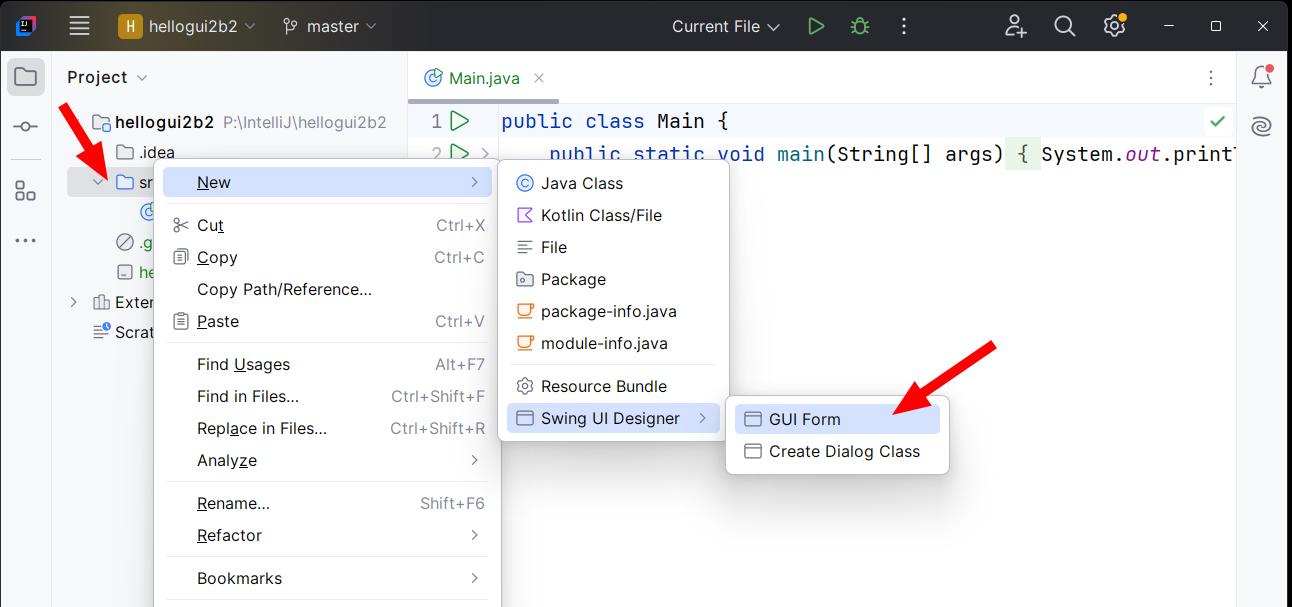 H hellogui2b2 master Current File
Project
Main.java
hellogui2b2 P:\IntelliJ\hellogui2b2
1 public class Main {
.idea
2 public static void main(String[] args) { System.out.print
sr
.g
he
Exter
Scrat
New
Cut Ctrl+X
Copy Ctrl+C
Copy Path/Reference...
Paste Ctrl+V
Find Usages Alt+F7
Find in Files... Ctrl+Shift+F
Replace in Files... Ctrl+Shift+R
Analyze
Rename... Shift+F6
Refactor
Bookmarks
Java Class
Kotlin Class/File
File
Package
package-info.java
module-info.java
Resource Bundle
Swing UI Designer
GUI Form
Create Dialog Class